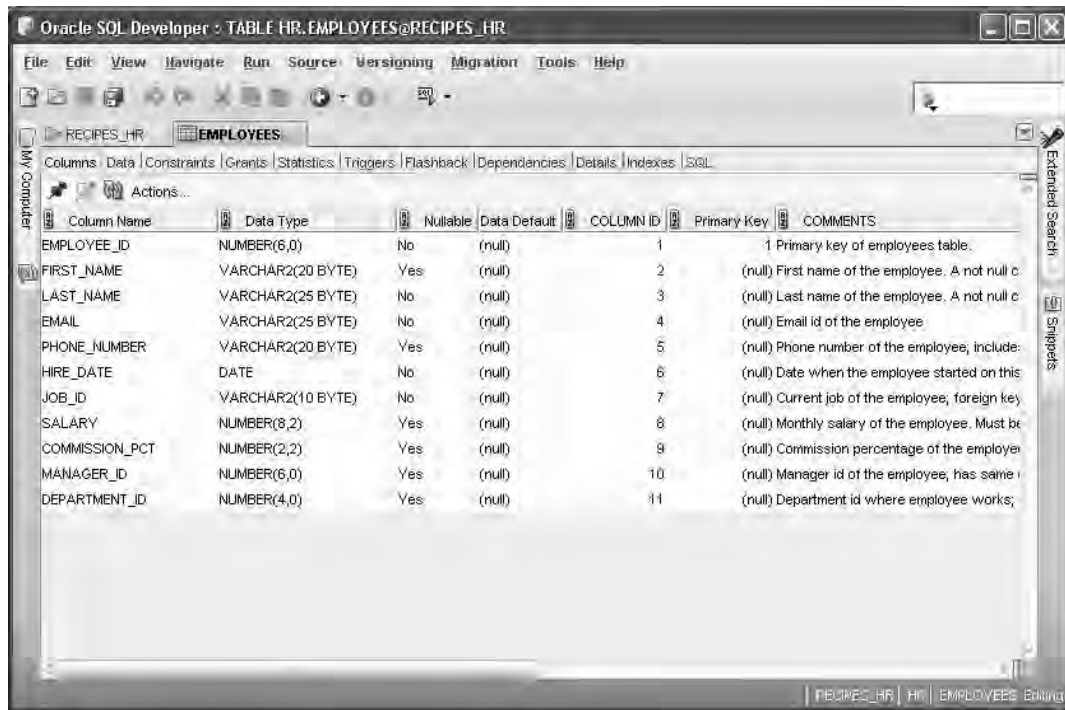 Oracle SQL Developer : TABLE HR.EMPLOYEES@RECIPES_HR
File Edit View Navigate Run Source Versioning Migration Tools Help
RECIPES_HR EMPLOYEES
Columns Data Constraints Grants Statistics Triggers Flashback Dependencies Details Indexes SQL
Actions...
Column Name Data Type Nullable Data Default COLUMN ID Primary Key COMMENTS
EMPLOYEE_ID NUMBER(6,0) No (null) 1 1 Primary key of employees table.
FIRST_NAME VARCHAR2(20 BYTE) Yes (null) 2 (null) First name of the employee. A not null c
LAST_NAME VARCHAR2(25 BYTE) No (null) 3 (null) Last name of the employee. A not null c
EMAIL VARCHAR2(25 BYTE) No (null) 4 (null) Email id of the employee
PHONE_NUMBER VARCHAR2(20 BYTE) Yes (null) 5 (null) Phone number of the employee; include
HIRE_DATE DATE No (null) 6 (null) Date when the employee started on this
JOB_ID VARCHAR2(10 BYTE) No (null) 7 (null) Current job of the employee; foreign key
SALARY NUMBER(8,2) Yes (null) 8 (null) Monthly salary of the employee. Must be
COMMISSION_PCT NUMBER(2,2) Yes (null) 9 (null) Commission percentage of the employe
MANAGER_ID NUMBER(6,0) Yes (null) 10 (null) Manager id of the employee; has same
DEPARTMENT_ID NUMBER(4,0) Yes (null) 11 (null) Department id where employee works;
My Computer
Extended Search
Snippets
RECIPES_HR HR EMPLOYEES Editing